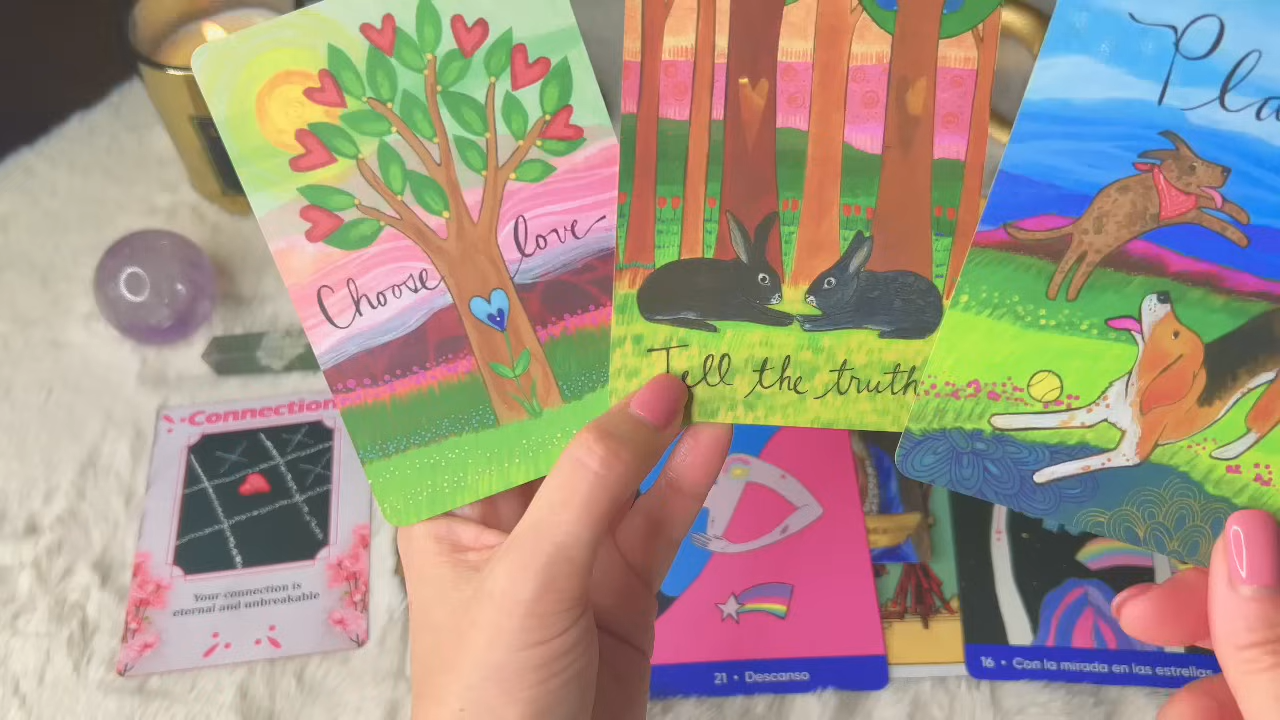 Choose love
Tell the truth
Connection
Your connection is
eternal and unbreakable
21 • Descanso
16 • Con la mirada en las estrellas